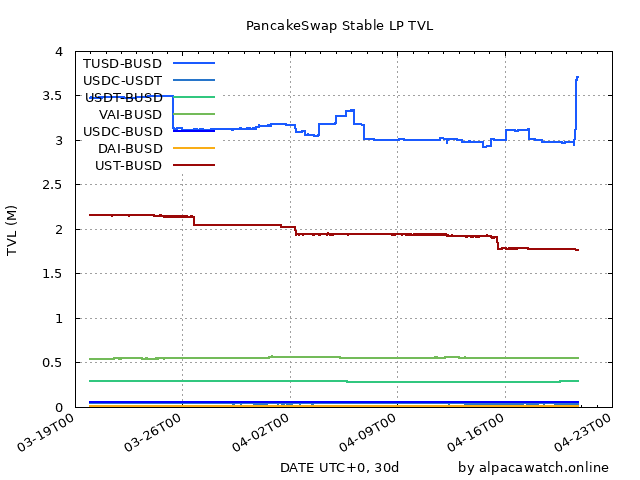 PancakeSwap Stable LP TVL
4
3.5
3
2.5
2
1.5
1
0.5
0
TVL (M)
TUSD-BUSD
USDC-USDT
USDT-BUSD
VAI-BUSD
USDC-BUSD
DAI-BUSD
UST-BUSD
03-19T00
03-26T00
04-02T00
04-09T00
04-16T00
04-23T00
DATE UTC+0, 30d
by alpacawatch.online